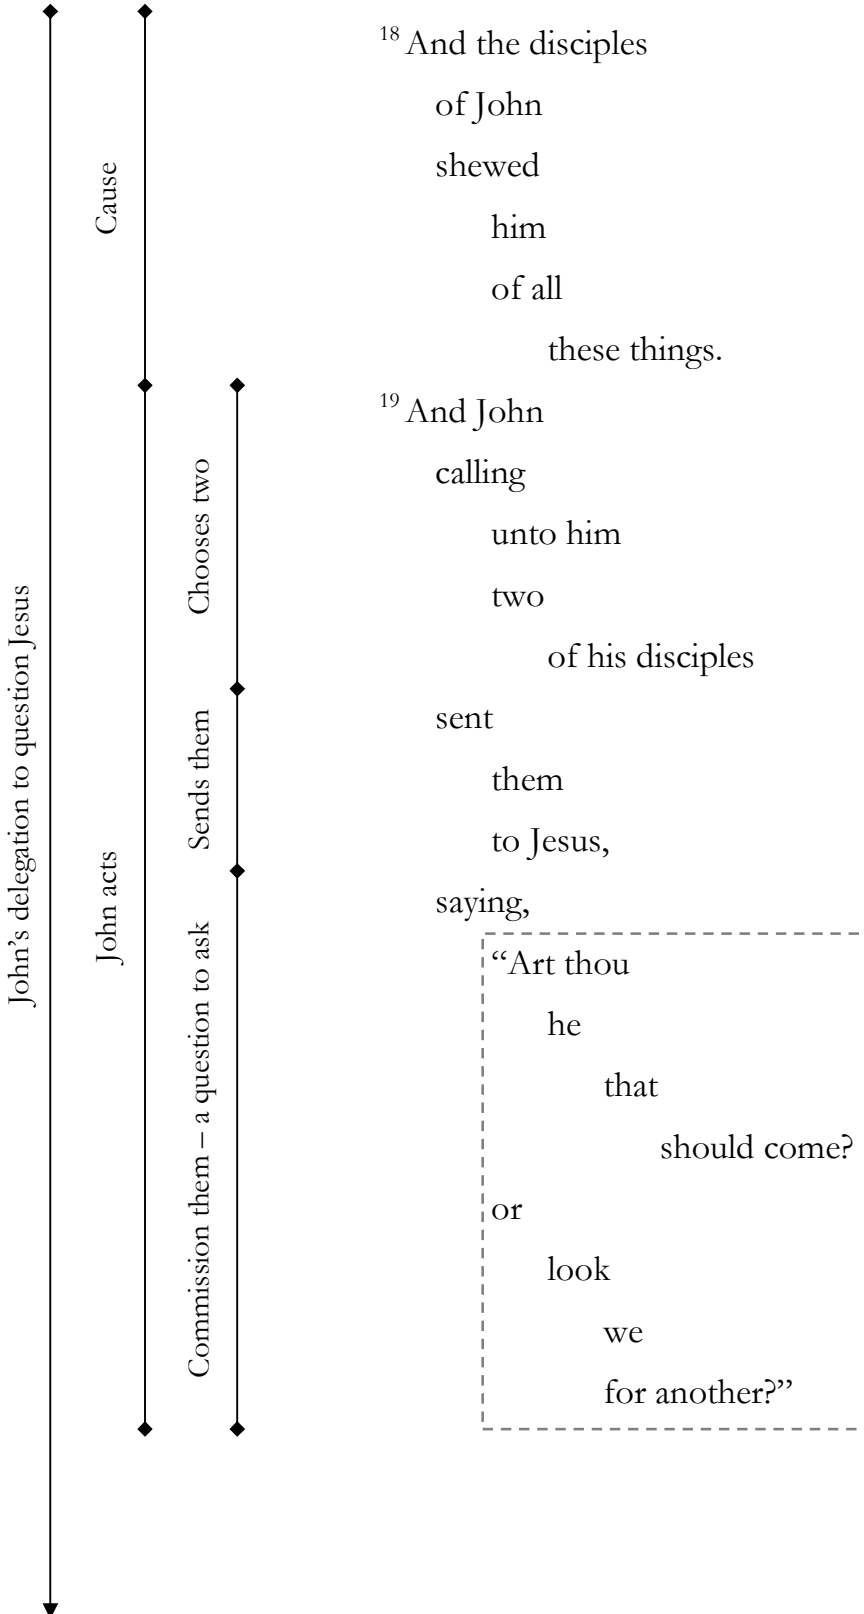 John’s delegation to question Jesus
Cause
John acts
Chooses two
Sends them
Commission them – a question to ask
18 And the disciples
of John
shewed
him
of all
these things.
19 And John
calling
unto him
two
of his disciples
sent
them
to Jesus,
saying,
“Art thou
he
that
should come?
or
look
we
for another?”